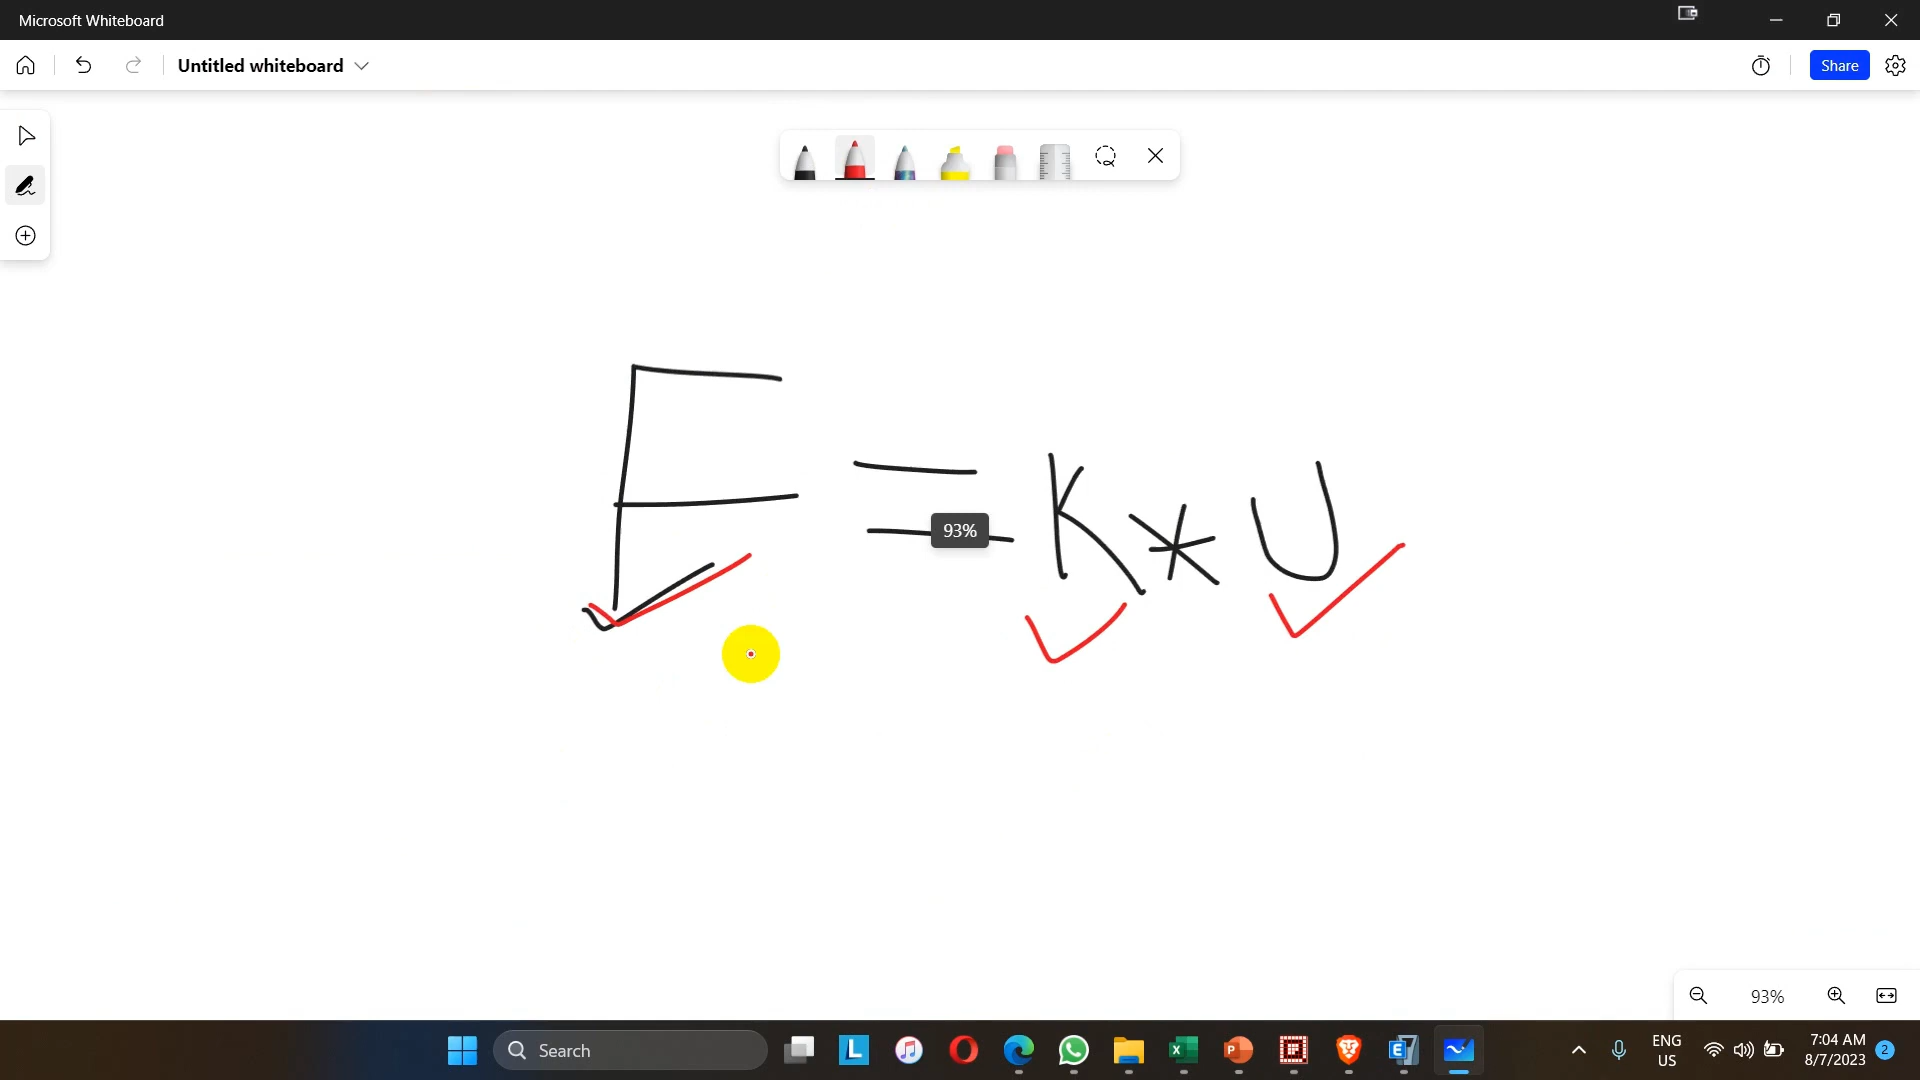 Microsoft Whiteboard
Untitled whiteboard
Share
E = K * U
93%
93%
Search
L
X
P
E
ENG
US
7:04 AM
8/7/2023
2